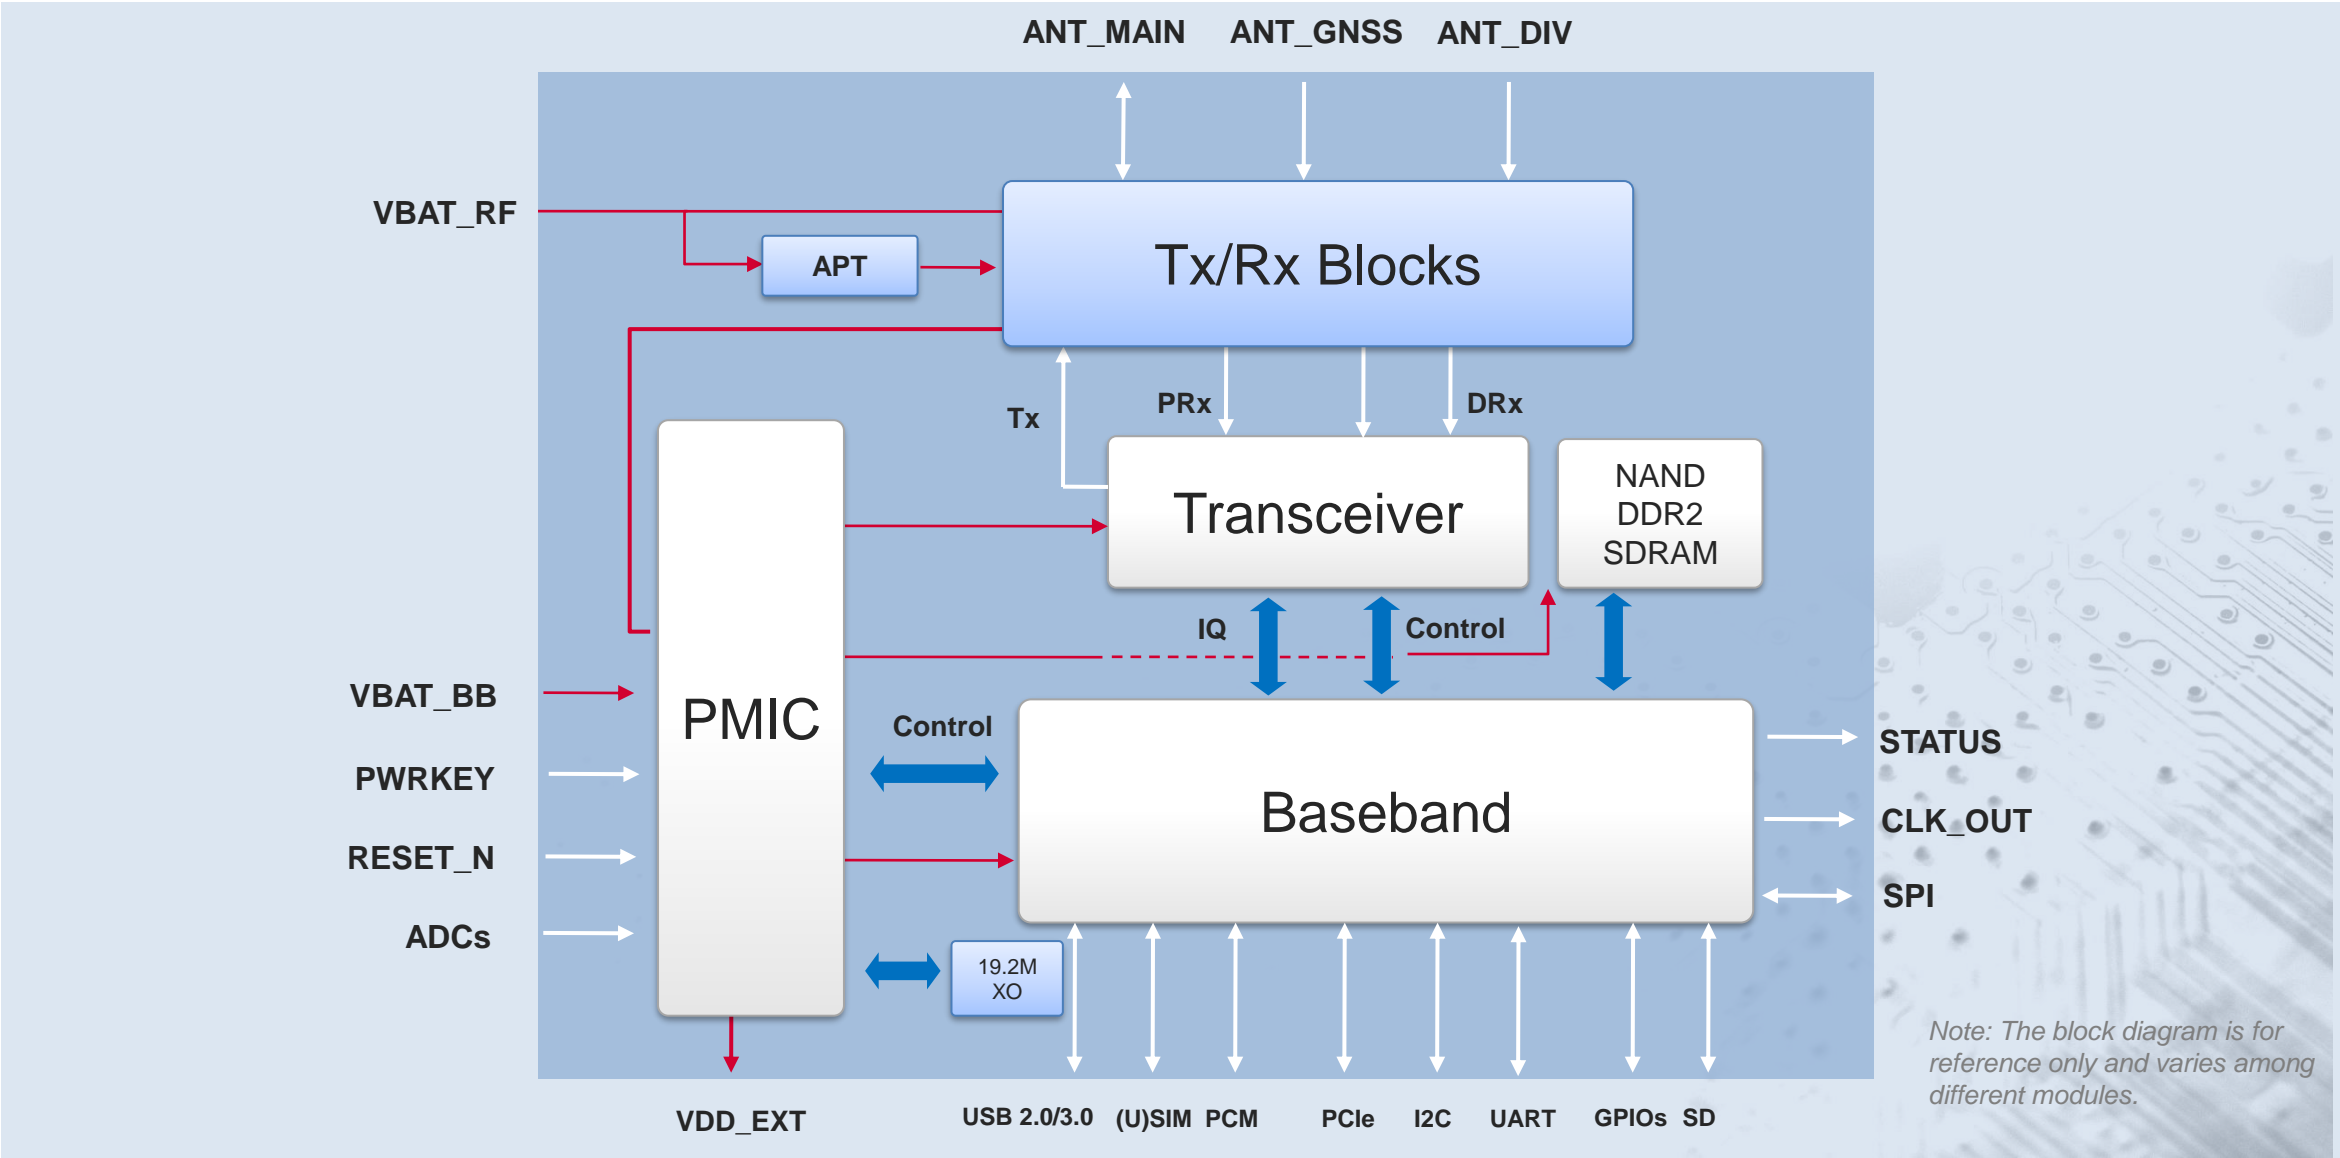 ANT_MAIN ANT_GNSS ANT_DIV
VBAT_RF
APT
Tx/Rx Blocks
Tx
PRx
DRx
Transceiver
NAND
DDR2
SDRAM
IQ
Control
VBAT_BB
PWRKEY
RESET_N
ADCs
PMIC
Control
Baseband
STATUS
CLK_OUT
SPI
19.2M
XO
VDD_EXT
USB 2.0/3.0 (U)SIM PCM PCIe I2C UART GPIOs SD
Note: The block diagram is for
reference only and varies among
different modules.